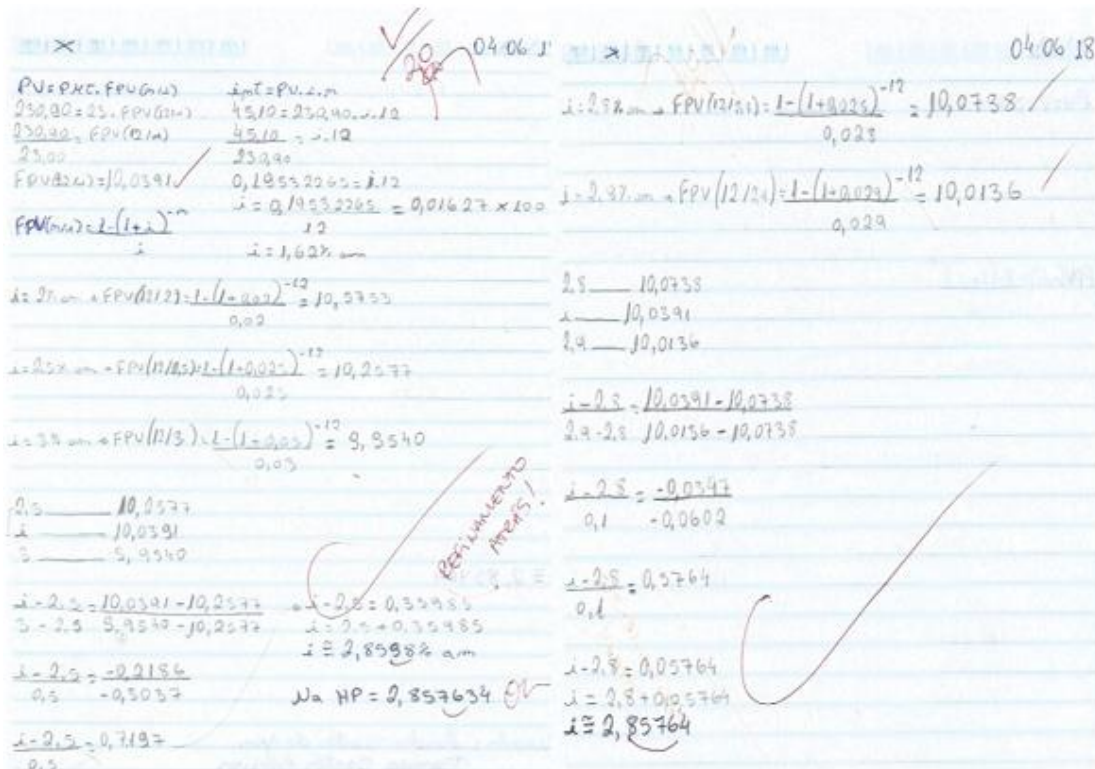 04.06.1
PV = PMT. FPV(n/i)
230,90 = 23. FPV(12/i)
230,90 = FPV(12/i)
23,00
FPV(12/i) = 10,0391
FPV(n/i) = 1-(1+i)^-n
i
int = PV.i.n
45,10 = 230,90.i.12
45,10 = i.12
230,90
0,19532265 = i.12
i = 0,19532265 = 0,01627 x 100
12
i = 1,62% am
i = 2% am → FPV(12/2) = 1-(1+0,02)^-12 = 10,5753
0,02
i = 2,5% am → FPV(12/2,5) = 1-(1+0,025)^-12 = 10,2577
0,025
i = 3% am → FPV(12/3) = 1-(1+0,03)^-12 = 9,9540
0,03
2,5 10,2577
i 10,0391
3 9,9540
REFINAMENTO
ATRÁS!
i-2,5 = 10,0391-10,2577
3-2,5 9,9540-10,2577
i-2,5 = -0,2186
0,5 -0,3037
i-2,5 = 0,7197
0,5
i-2,5 = 0,35985
i = 2,5+0,35985
i ≅ 2,8598% am
Na HP = 2,857634
04.06.18
i = 2,8% am → FPV(12/2,8) = 1-(1+0,028)^-12 = 10,0738
0,028
i = 2,9% am → FPV(12/2,9) = 1-(1+0,029)^-12 = 10,0136
0,029
2,8 10,0738
i 10,0391
2,9 10,0136
i-2,8 = 10,0391-10,0738
2,9-2,8 10,0136-10,0738
i-2,8 = -0,0347
0,1 -0,0602
i-2,8 = 0,5764
0,1
i-2,8 = 0,05764
i = 2,8+0,05764
i ≅ 2,85764